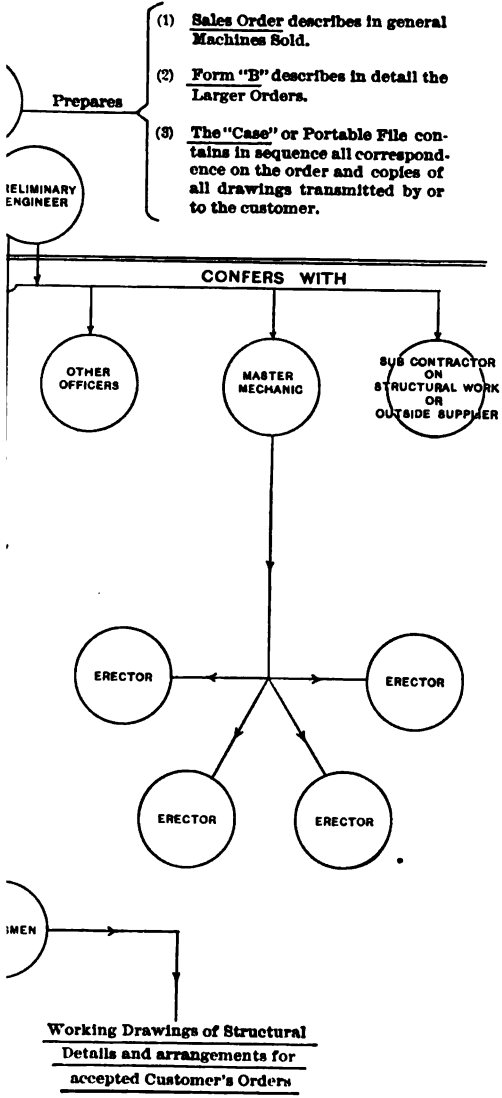 (1) Sales Order describes in general
Machines Sold.
(2) Form "B" describes in detail the
Larger Orders.
Prepares
(3) The "Case" or Portable File con-
tains in sequence all correspond-
ence on the order and copies of
all drawings transmitted by or
to the customer.
RELIMINARY
ENGINEER
CONFERS WITH
OTHER
OFFICERS
MASTER
MECHANIC
SUB CONTRACTOR
ON
STRUCTURAL WORK
OR
OUTSIDE SUPPLIER
ERECTOR
ERECTOR
ERECTOR
ERECTOR
SMEN
Working Drawings of Structural
Details and arrangements for
accepted Customer's Orders